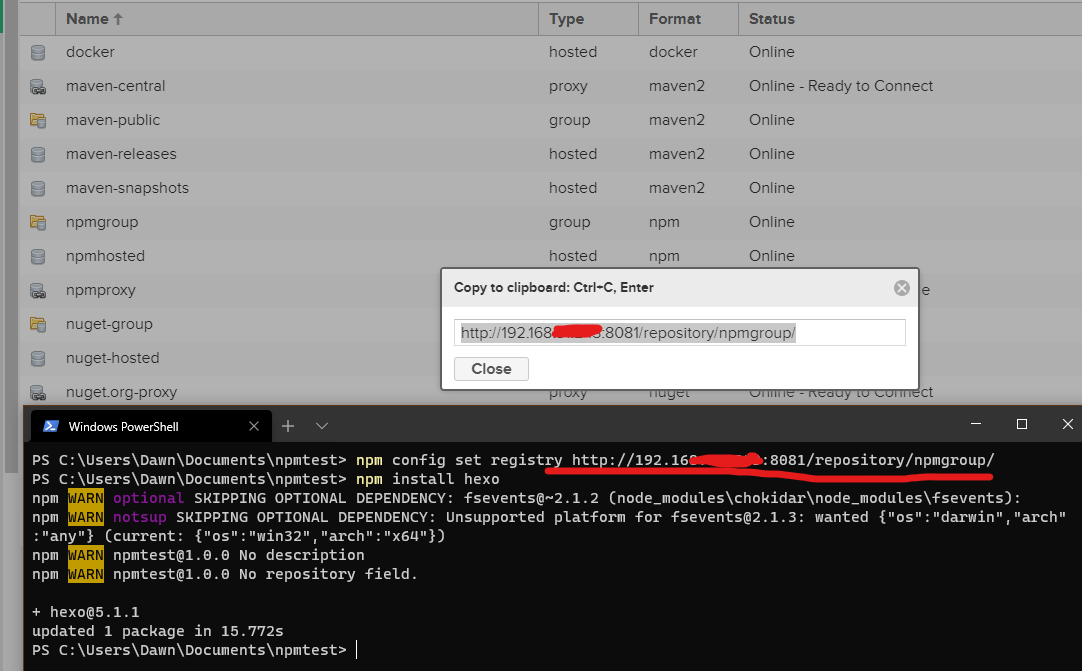 Name↑ Type Format Status
docker hosted docker Online
maven-central proxy maven2 Online - Ready to Connect
maven-public group maven2 Online
maven-releases hosted maven2 Online
maven-snapshots hosted maven2 Online
npmgroup group npm Online
npmhosted hosted npm Online
npmproxy e
nuget-group
nuget-hosted
nuget.org-proxy proxy nuget Online - Ready to Connect
Copy to clipboard: Ctrl+C, Enter
http://192.168 :8081/repository/npmgroup/
Close
Windows PowerShell
PS C:\Users\Dawn\Documents\npmtest> npm config set registry http://192.168 :8081/repository/npmgroup/
PS C:\Users\Dawn\Documents\npmtest> npm install hexo
npm WARN optional SKIPPING OPTIONAL DEPENDENCY: fsevents@~2.1.2 (node_modules\chokidar\node_modules\fsevents):
npm WARN notsup SKIPPING OPTIONAL DEPENDENCY: Unsupported platform for fsevents@2.1.3: wanted {"os":"darwin","arch"
:"any"} (current: {"os":"win32","arch":"x64"})
npm WARN npmtest@1.0.0 No description
npm WARN npmtest@1.0.0 No repository field.
+ hexo@5.1.1
updated 1 package in 15.772s
PS C:\Users\Dawn\Documents\npmtest>